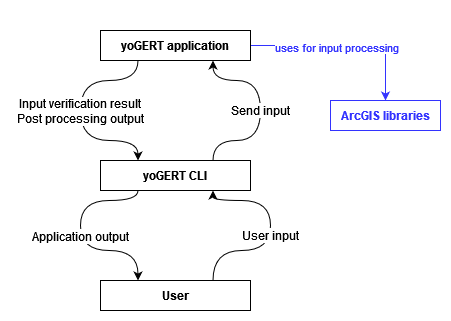 yoGERT application
uses for input processing
Input verification result
Post processing output
Send input
ArcGIS libraries
yoGERT CLI
Application output
User input
User